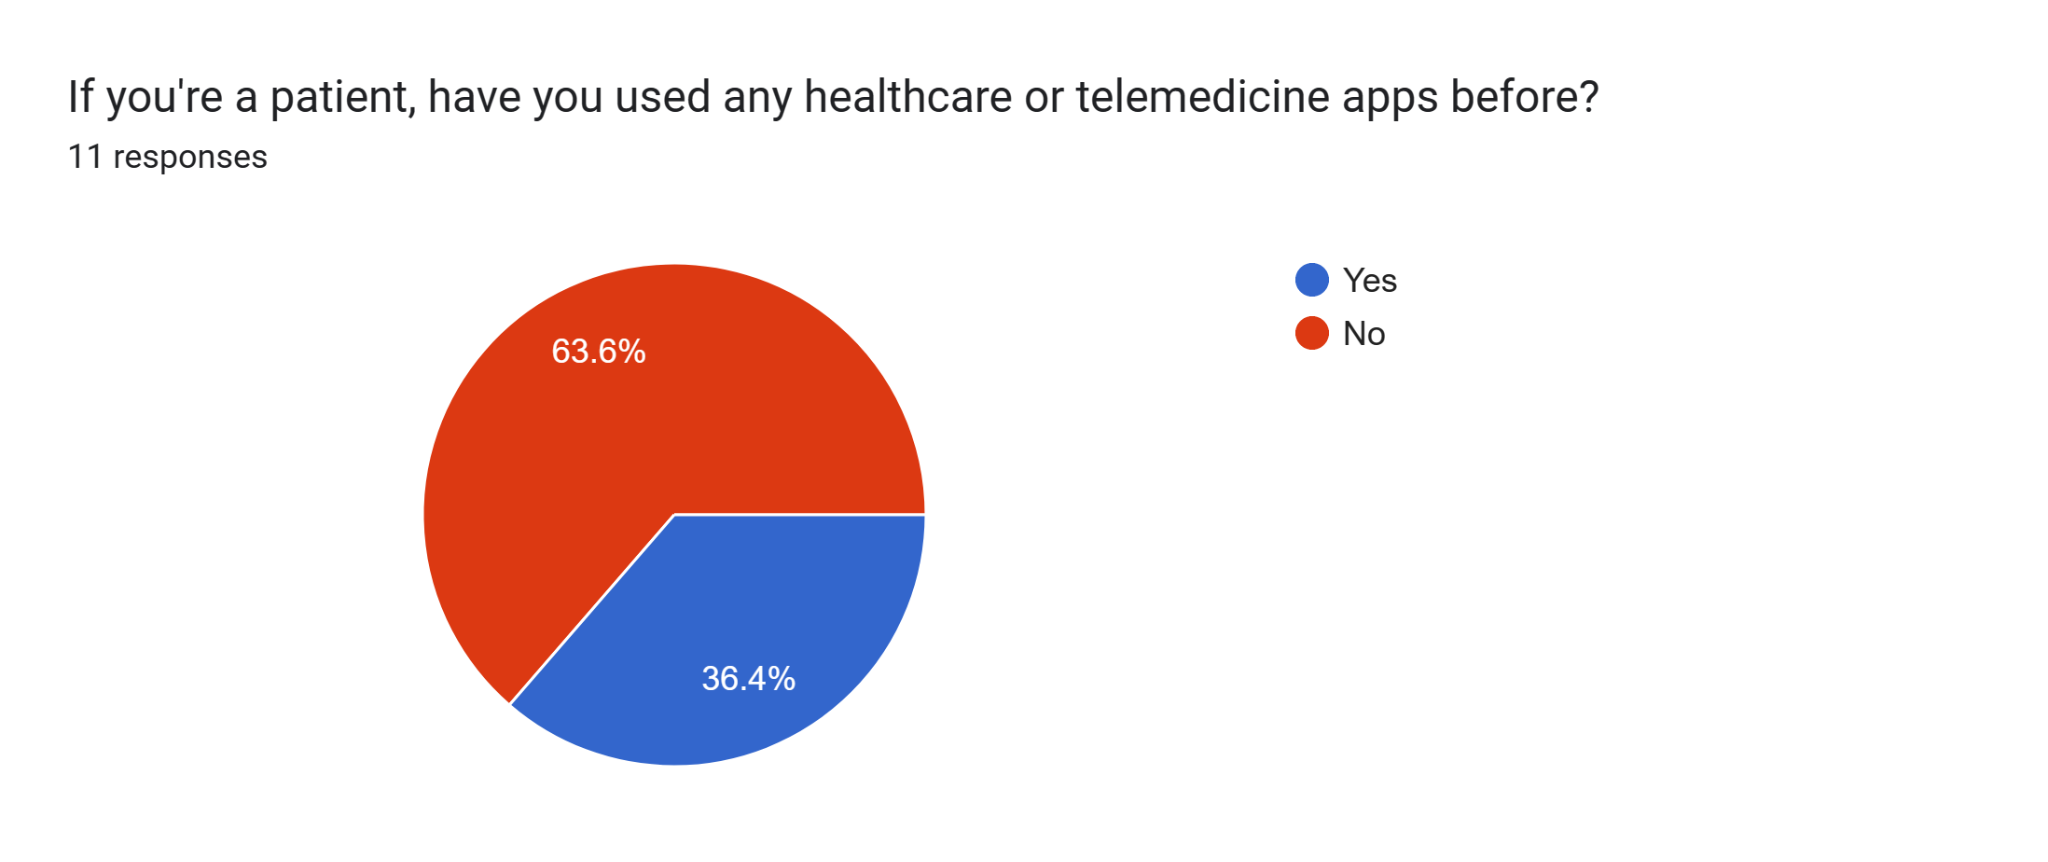 If you're a patient, have you used any healthcare or telemedicine apps before?
11 responses
Yes
No
63.6%
36.4%